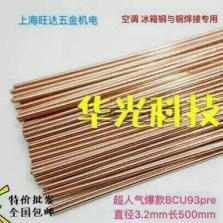 上海旺达五金机电
空调 冰箱铜与铜焊接专用
华光科技
特价批发
全国包邮
超人气爆款BCU93pre
直径3.2mm长500mm